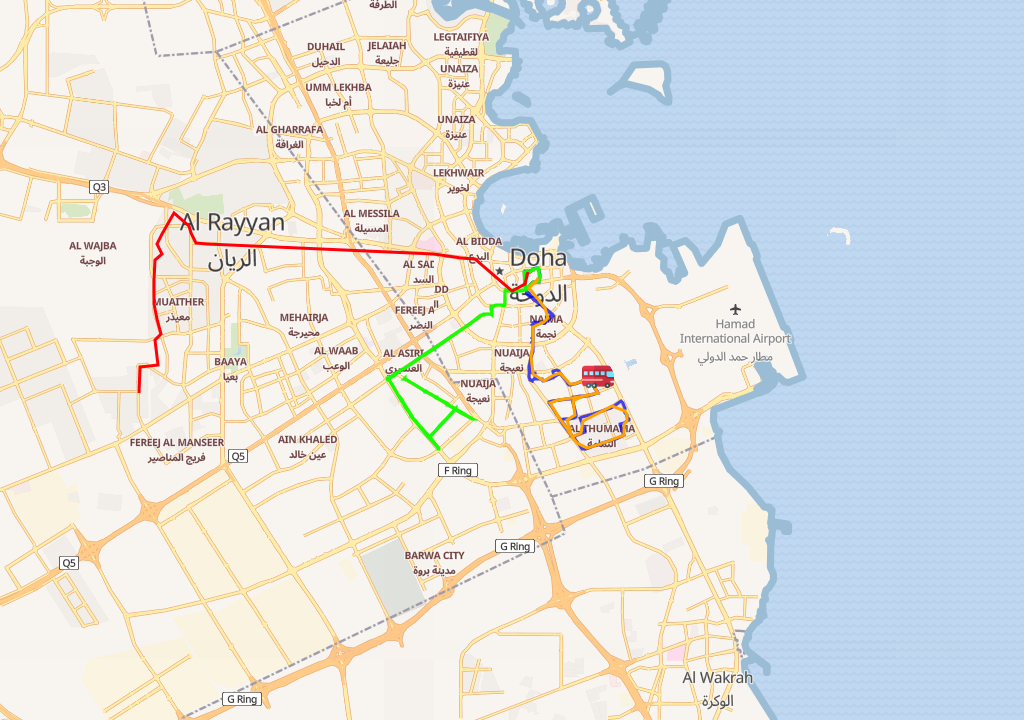 الطرفة
LEGTAIFIYA
لقطيفية
DUHAIL
الدحيل
JELAIAH
جليعة
UNAIZA
عنيزة
UMM LEKHBA
أم لخبا
UNAIZA
عنيزة
AL GHARRAFA
الغرافة
LEKHWAIR
لخوير
Q3
AL MESSILA
المسيلة
Al Rayyan
الريان
AL WAJBA
الوجبة
AL BIDDA
البدع
Doha
الدوحة
AL SAD
السد
DD
ال
MUAITHER
معيذر
MEHAIRJA
محيرجة
FEREEJ A
النصر
NAJMA
نجمة
Hamad
International Airport
مطار حمد الدولي
AL WAAB
الوعب
AL ASIRI
العسيري
NUAIJA
نعيجة
BAAYA
بعيا
NUAIJA
نعيجة
AL THUMAMA
الثمامة
FEREEJ AL MANSEER
فريج المناصير
AIN KHALED
عين خالد
Q5
F Ring
G Ring
G Ring
BARWA CITY
مدينة بروة
Q5
Al Wakrah
الوكرة
G Ring